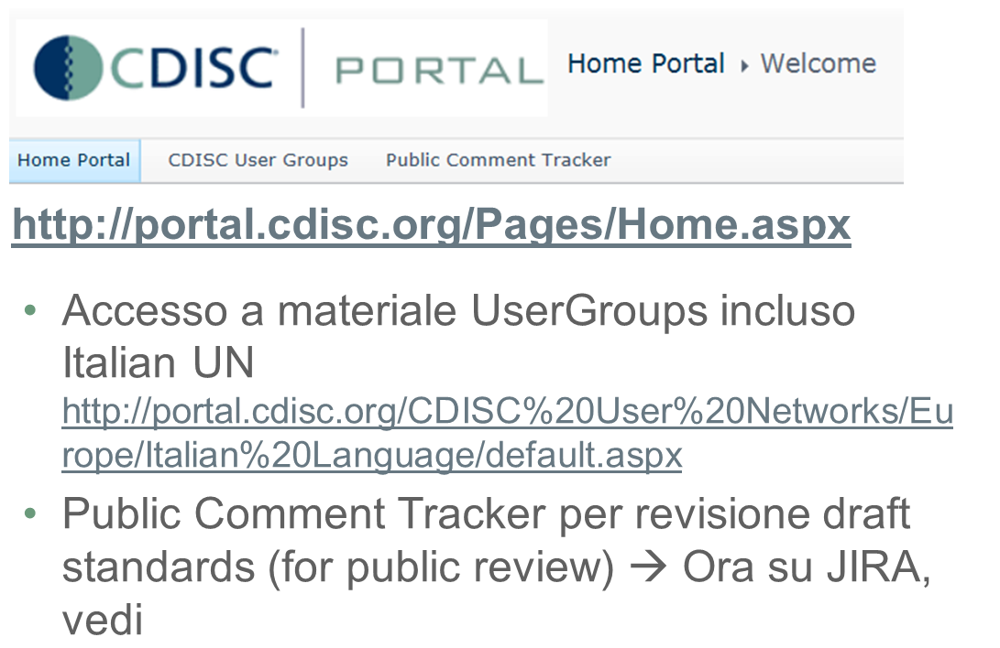 CDISC PORTAL Home Portal Welcome
Home Portal CDISC User Groups Public Comment Tracker
http://portal.cdisc.org/Pages/Home.aspx
• Accesso a materiale UserGroups incluso
Italian UN
http://portal.cdisc.org/CDISC%20User%20Networks/Eu
rope/Italian%20Language/default.aspx
• Public Comment Tracker per revisione draft
standards (for public review) → Ora su JIRA,
vedi